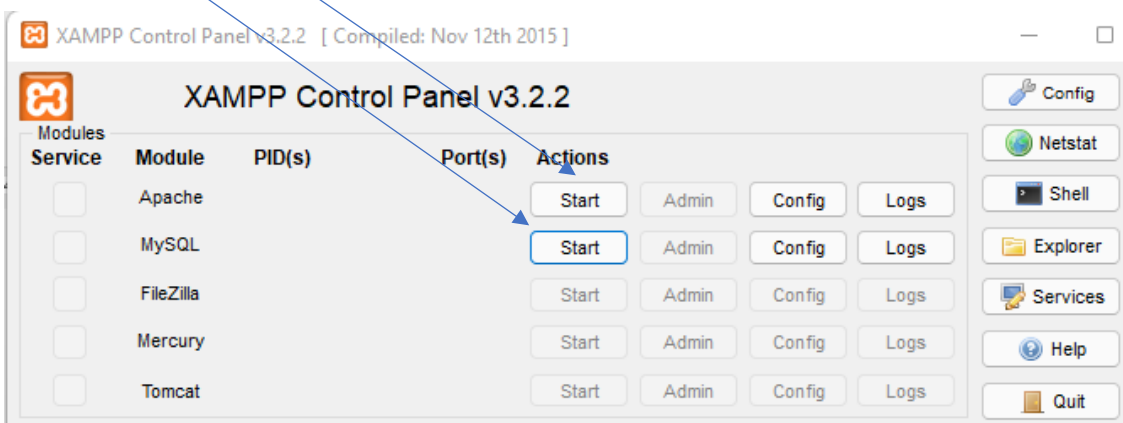 XAMPP Control Panel v3.2.2 [ Compiled: Nov 12th 2015 ]
XAMPP Control Panel v3.2.2
Config
Modules
Netstat
Service Module PID(s) Port(s) Actions
Apache Start Admin Config Logs
Shell
MySQL Start Admin Config Logs
Explorer
FileZilla Start Admin Config Logs
Services
Mercury Start Admin Config Logs
Help
Tomcat Start Admin Config Logs
Quit